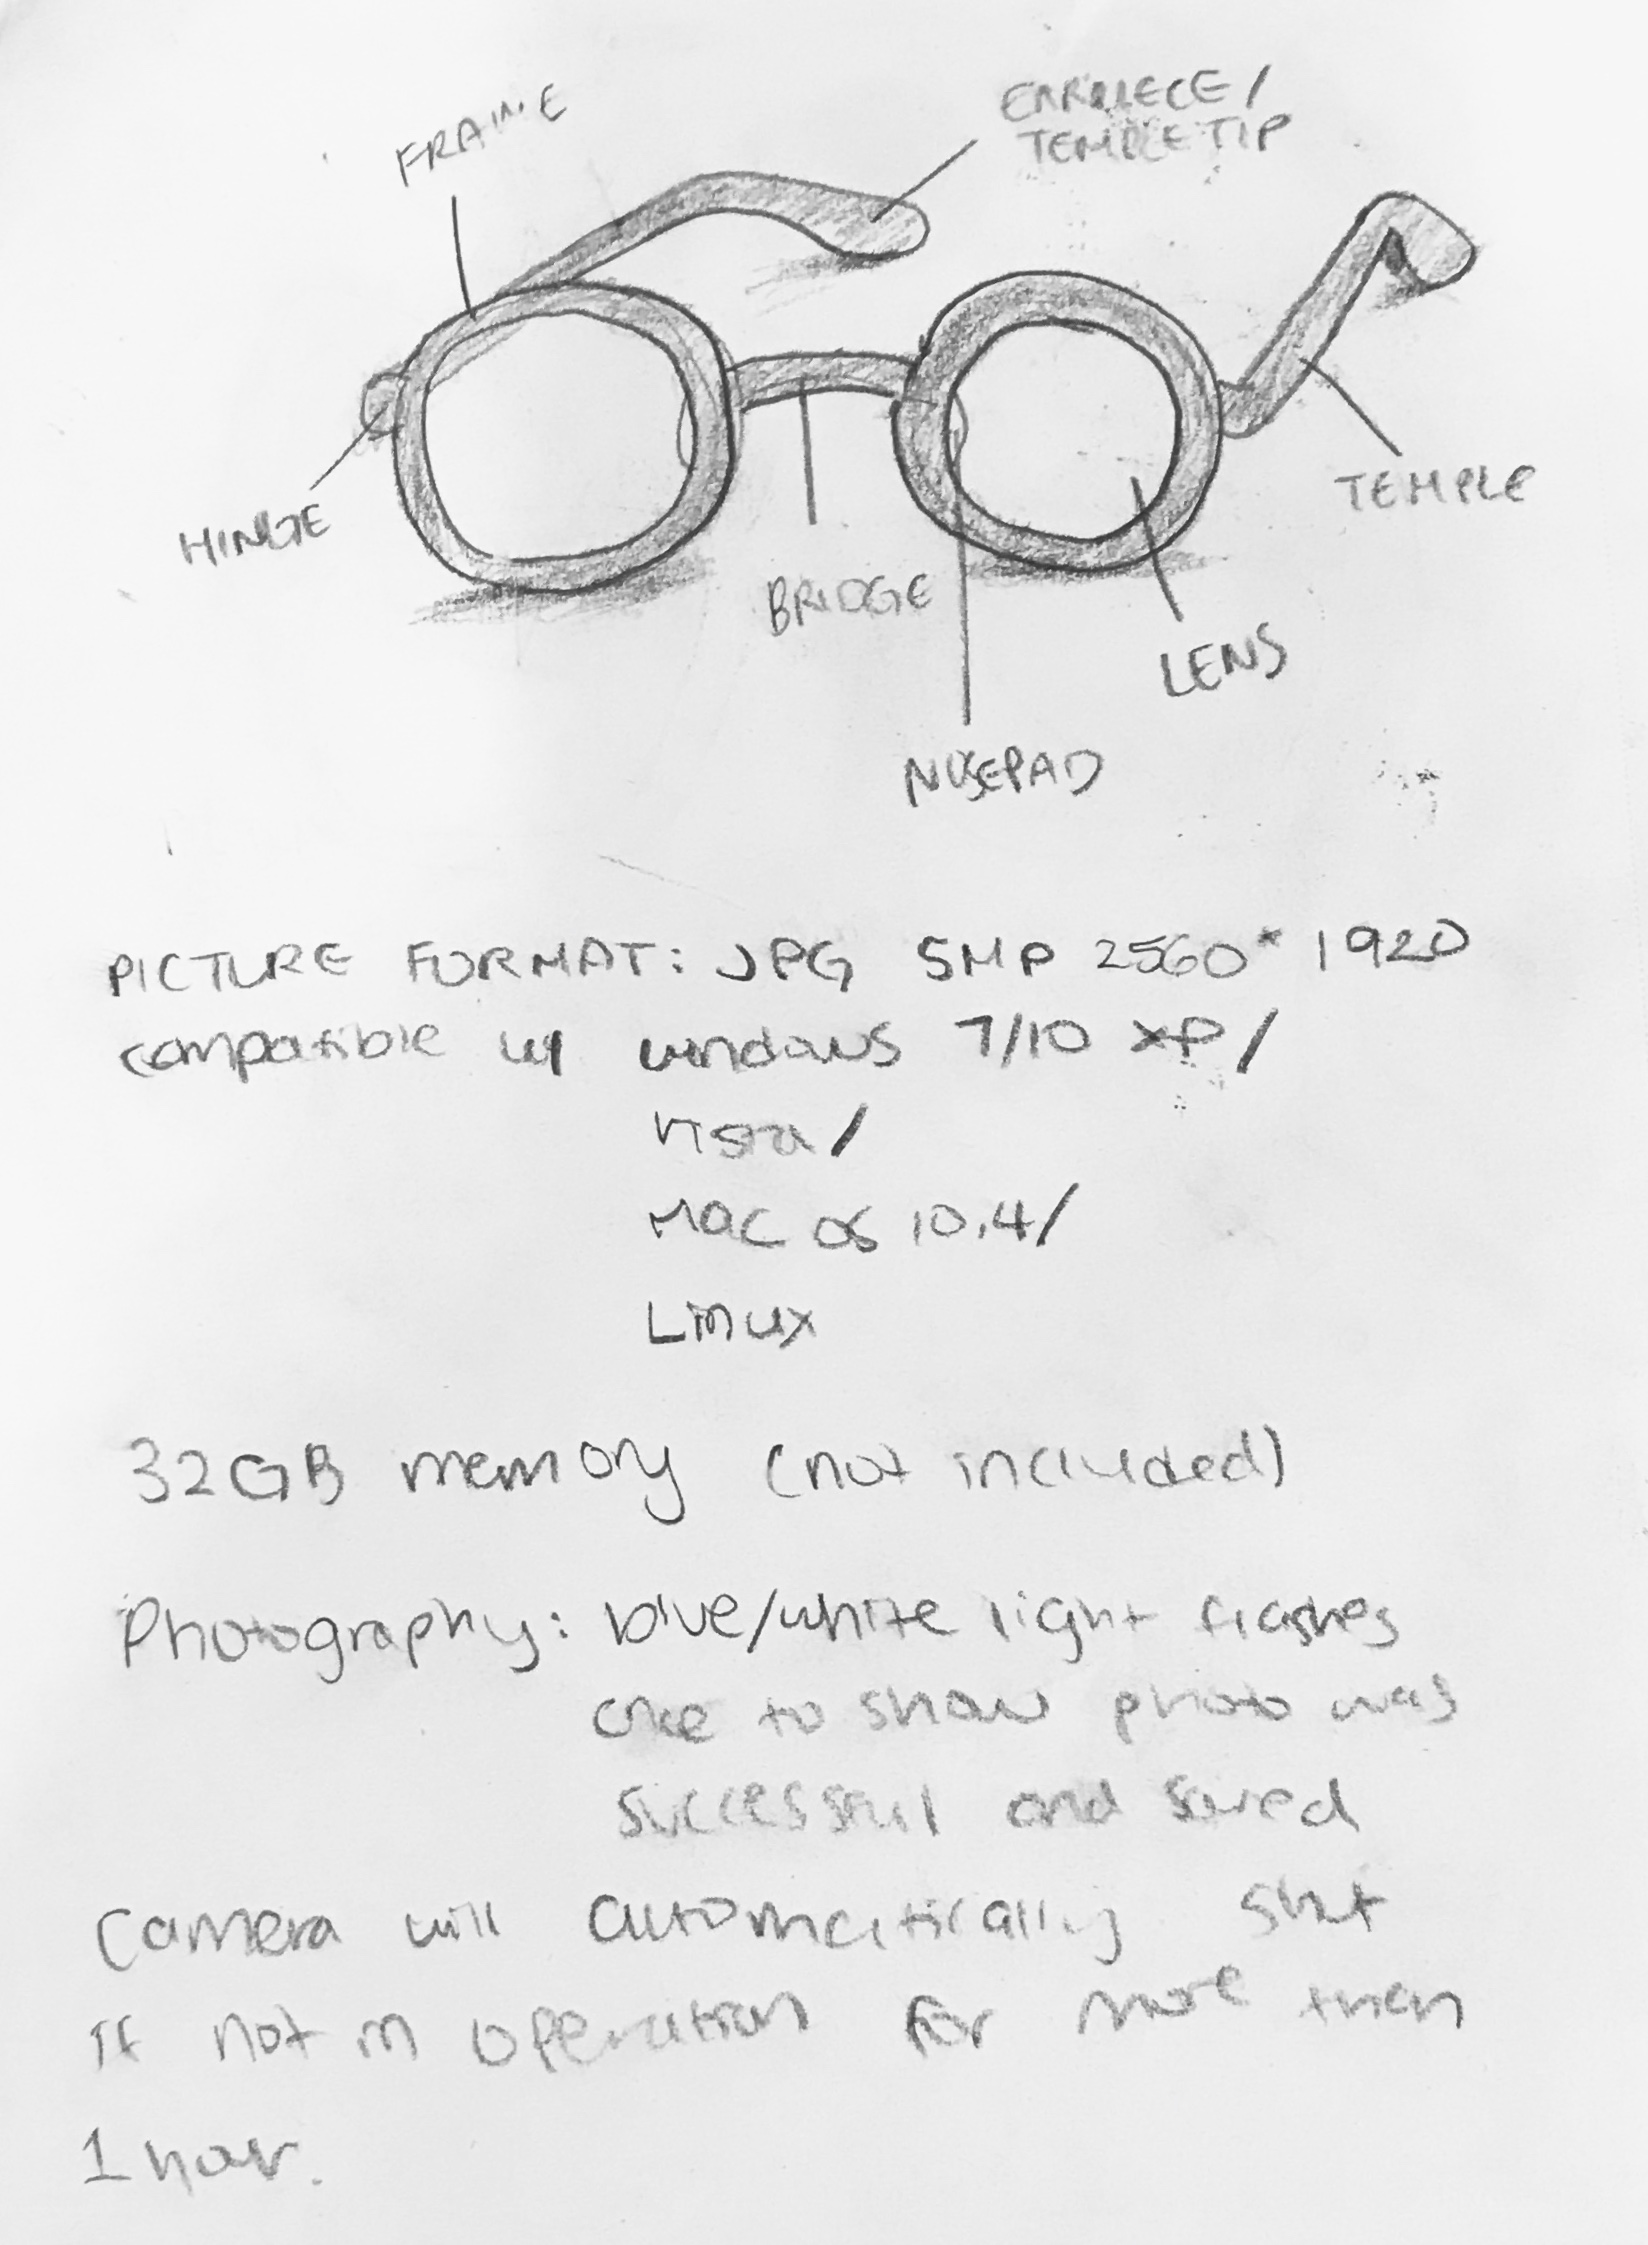 FRAME
EARPIECE/
TEMPLE TIP
HINGE
TEMPLE
BRIDGE
LENS
NOSEPAD
PICTURE FORMAT: JPG 5MP 2560* 1920
compatible w/ windows 7/10 XP/
vista/
MAC OS 10.4/
Linux
32GB memory (not included)
Photography: blue/white light flashes
once to show photo was
successful and saved
Camera will automatically shut
If not in operation for more then
1 hour.